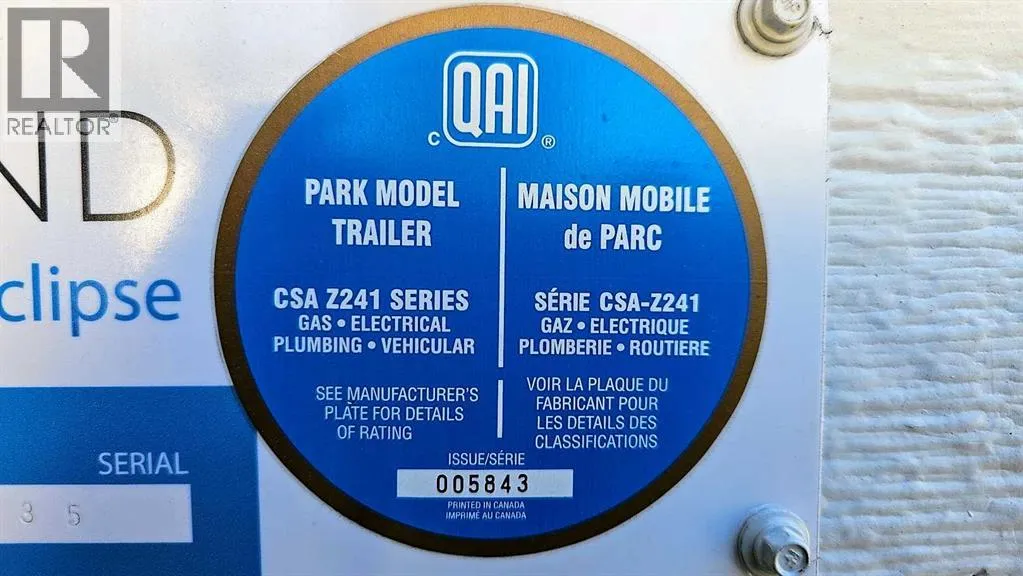 REALTOR®
ND
clipse
SERIAL
3 5
QAI
C ®
PARK MODEL
TRAILER
CSA Z241 SERIES
GAS • ELECTRICAL
PLUMBING • VEHICULAR
SEE MANUFACTURER'S
PLATE FOR DETAILS
OF RATING
MAISON MOBILE
de PARC
SÉRIE CSA-Z241
GAZ • ELECTRIQUE
PLOMBERIE • ROUTIERE
VOIR LA PLAQUE DU
FABRICANT POUR
LES DETAILS DES
CLASSIFICATIONS
ISSUE/SÉRIE
005843
PRINTED IN CANADA
IMPRIMÉ AU CANADA